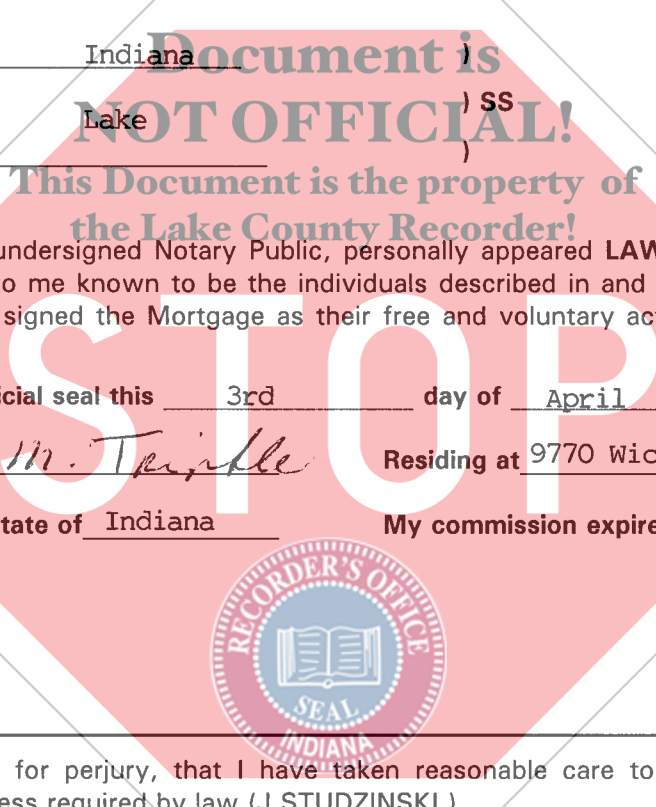 Indiana )
Document is
Lake ) SS
NOT OFFICIAL!
)
This Document is the property of
the Lake County Recorder!
undersigned Notary Public, personally appeared LAW
o me known to be the individuals described in and
signed the Mortgage as their free and voluntary ac
STOP
icial seal this 3rd day of April
M. Residing at 9770 Wic
tate of Indiana My commission expire
RECORDER'S OFFICE
SEAL
INDIANA
for perjury, that I have taken reasonable care to
ess required by law (J STUDZINSKI )